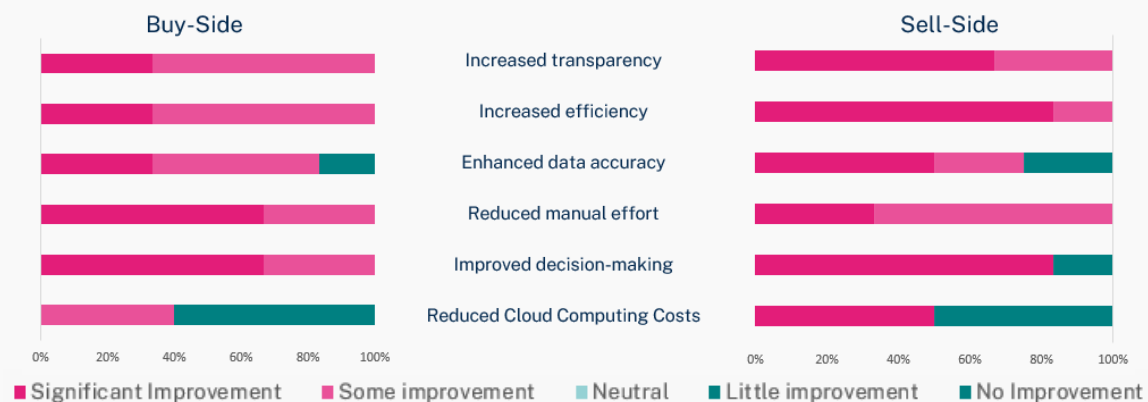 Buy-Side
Sell-Side
Increased transparency
Increased efficiency
Enhanced data accuracy
Reduced manual effort
Improved decision-making
Reduced Cloud Computing Costs
0% 20% 40% 60% 80% 100%
0% 20% 40% 60% 80% 100%
Significant Improvement Some improvement Neutral Little improvement No Improvement